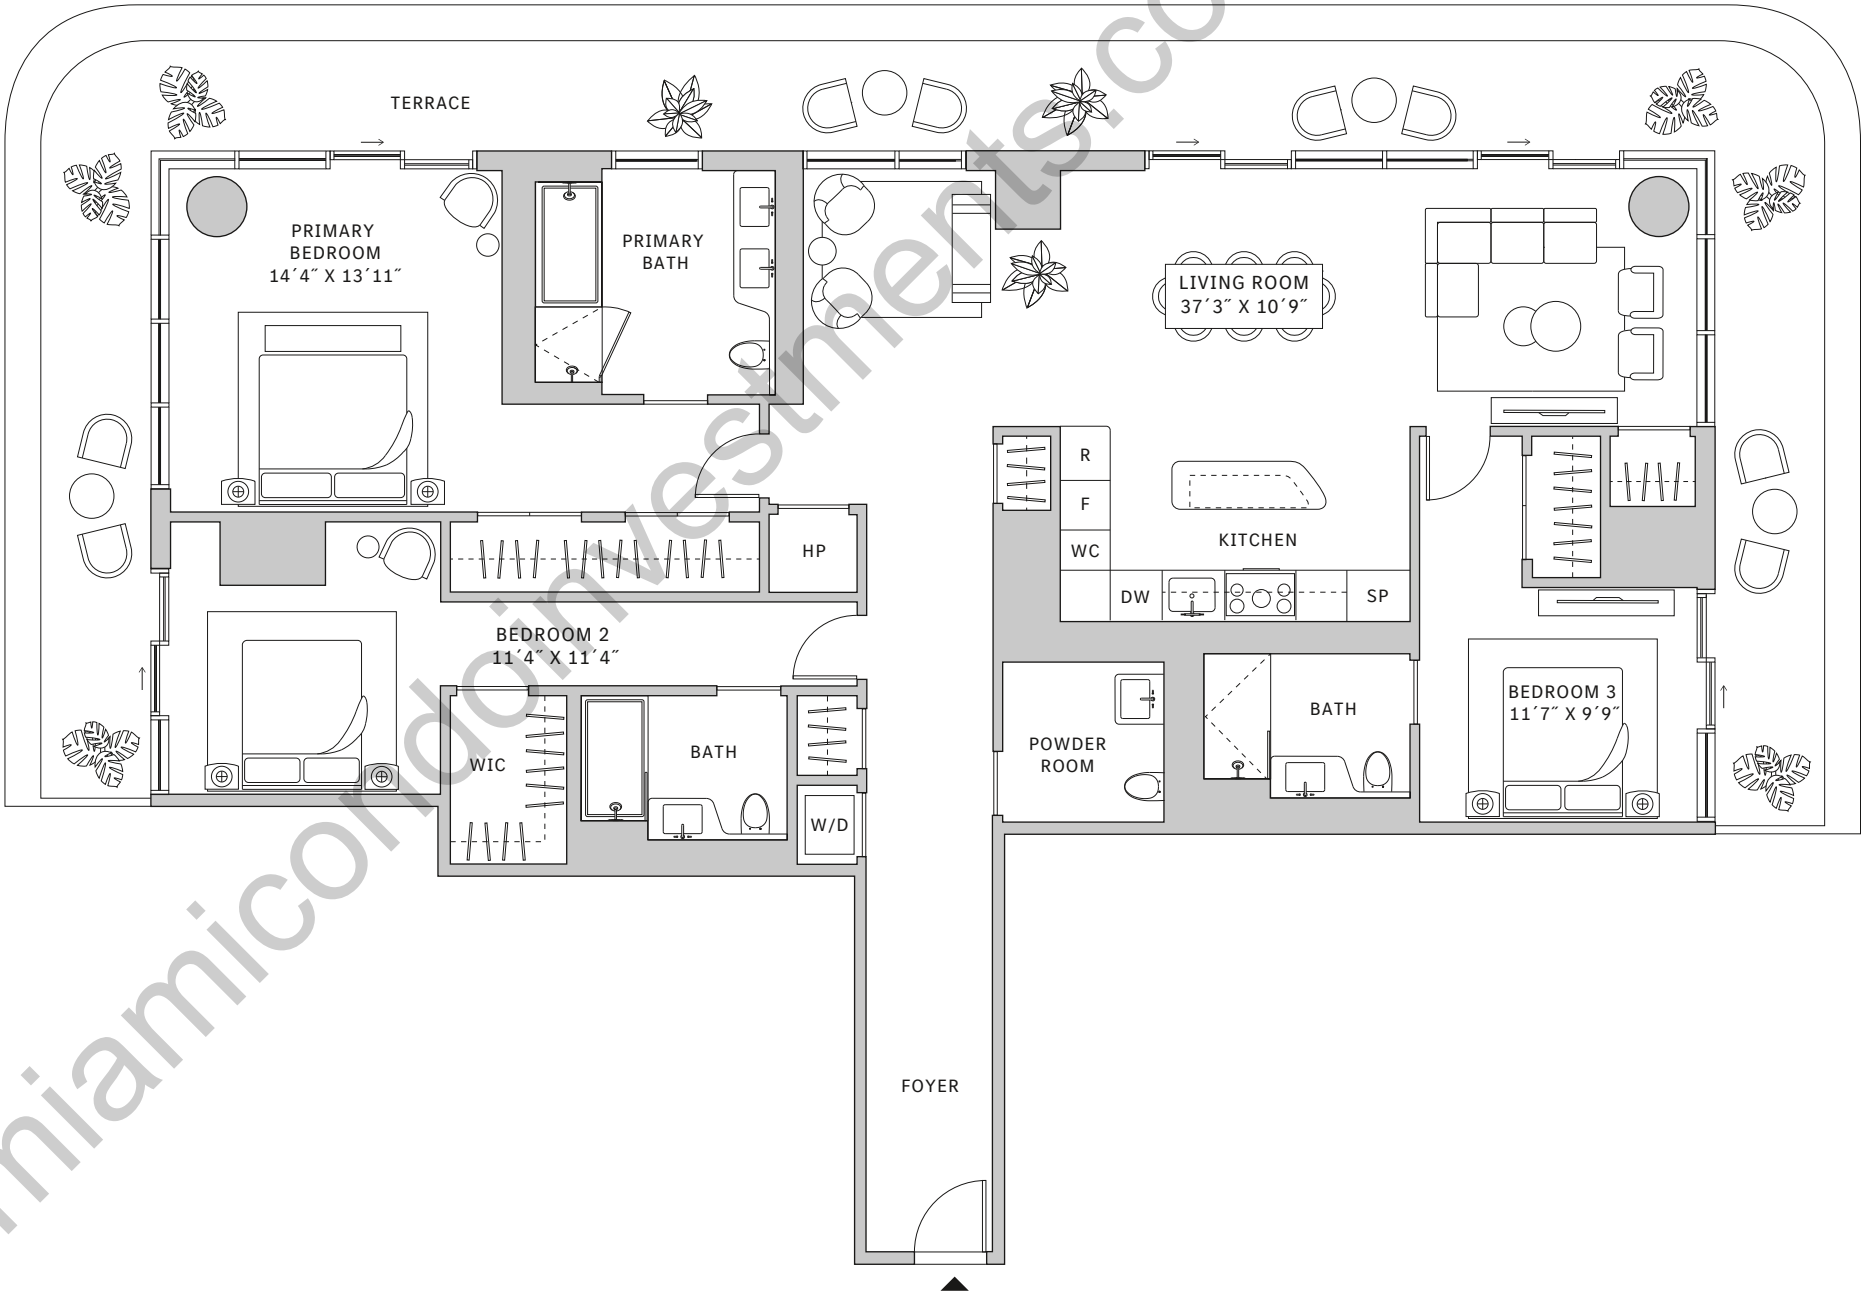 TERRACE
PRIMARY
BEDROOM
14´4˝ X 13´11˝
PRIMARY
BATH
LIVING ROOM
37´3˝ X 10´9˝
R
F
WC
KITCHEN
DW
SP
HP
BEDROOM 2
11´4˝ X 11´4˝
WIC
BATH
W/D
POWDER
ROOM
BATH
BEDROOM 3
11´7˝ X 9´9˝
FOYER
miamicondoinvestments.co